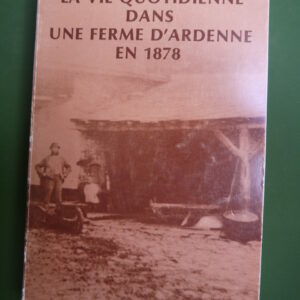 LA VIE QUOTIDIENNE
DANS
UNE FERME D'ARDENNE
EN 1878